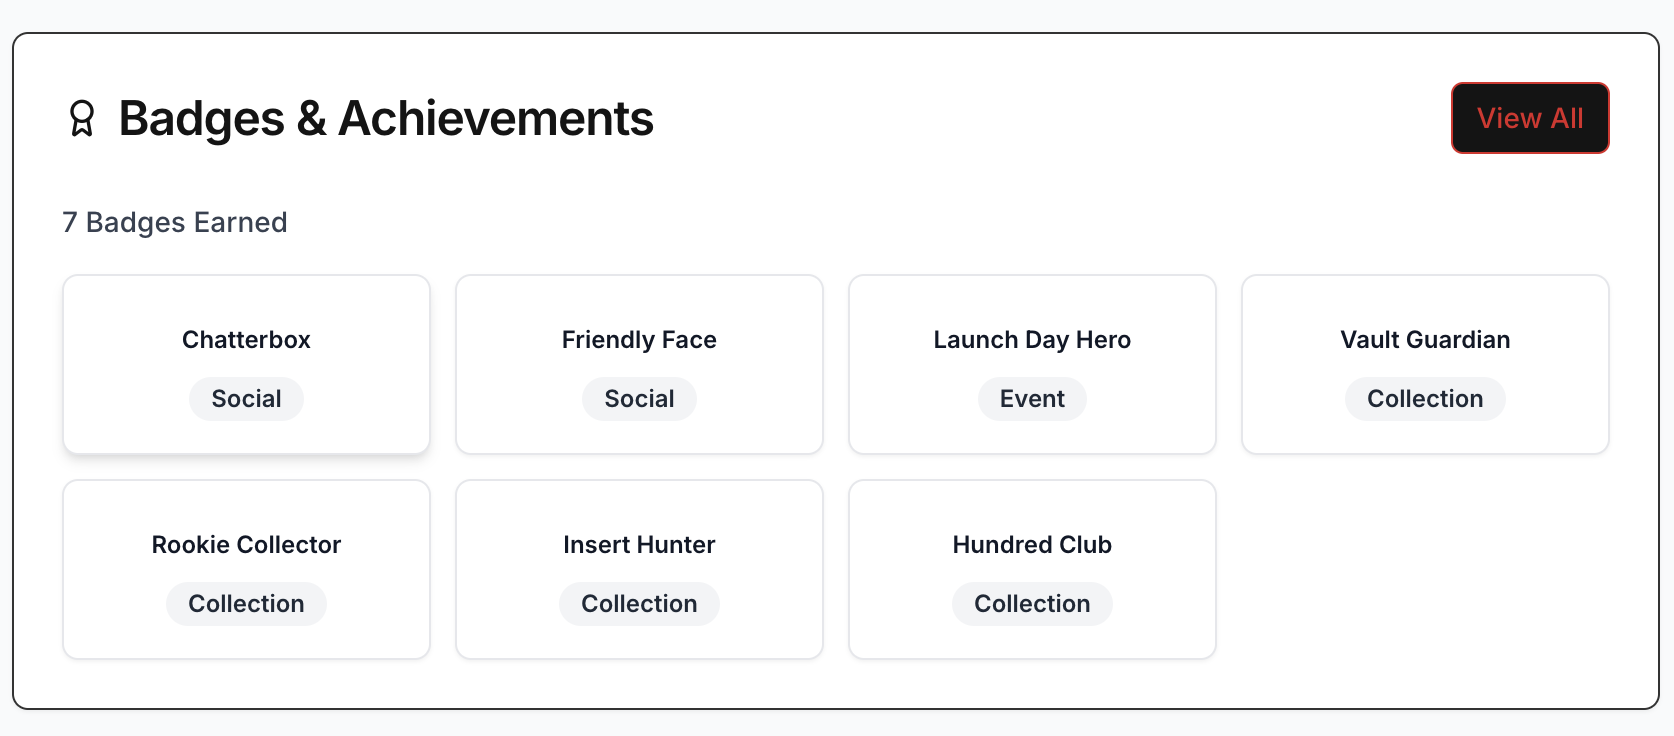 Badges & Achievements
View All
7 Badges Earned
Chatterbox
Social
Friendly Face
Social
Launch Day Hero
Event
Vault Guardian
Collection
Rookie Collector
Collection
Insert Hunter
Collection
Hundred Club
Collection